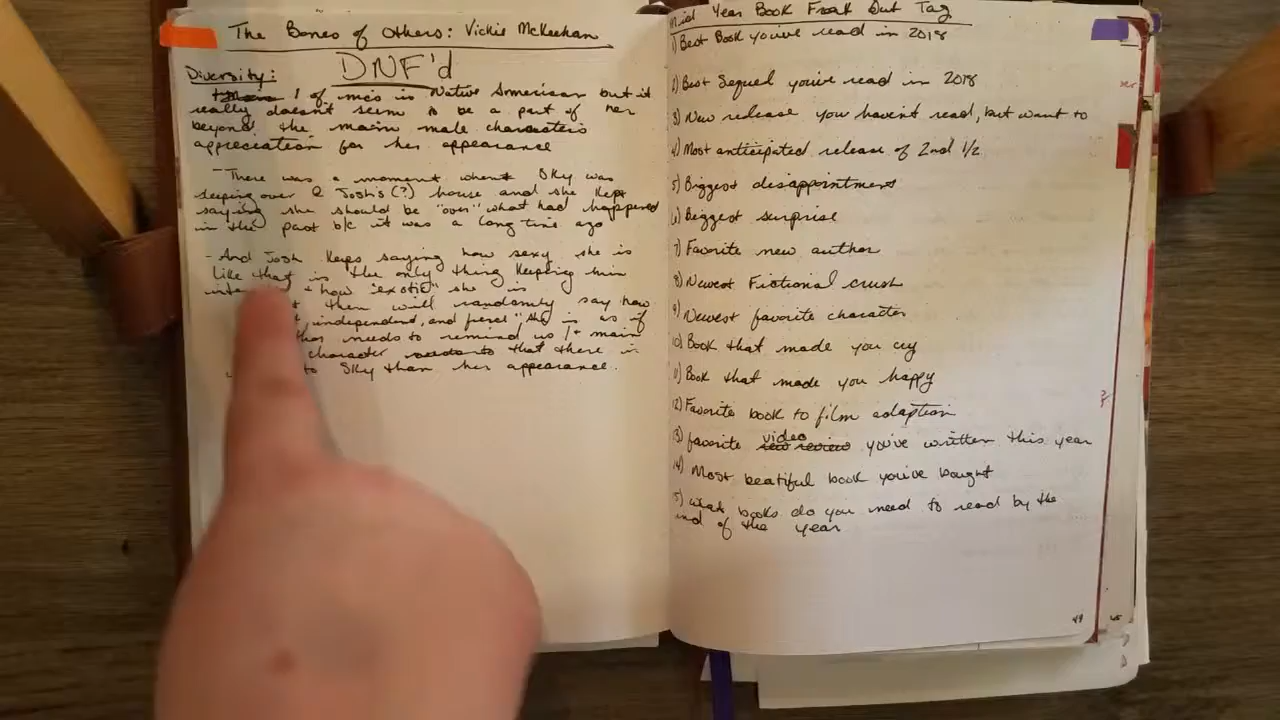 The Bones of Others: Vickie McKeehan
DNF'd
Diversity:
1 of mc's is Native American but it
really doesn't seem to be a part of her
beyond the main male characters
appreciation for her appearance
- There was a moment when Sky was
sleeping over @ Josh's (?) house and she kept
saying she should be "over" what had happened
in the past b/c it was a long time ago
- And Josh keeps saying how sexy she is
like that is the only thing keeping him
+ how "exotic" she is
then will randomly say how
independent, and fierce" she is as if
needs to remind us 1+ main
character that there is
to Sky than her appearance.
Mid Year Book Freak Out Tag
1) Best Book you've read in 2018
2) Best Sequel you've read in 2018
3) New release you haven't read, but want to
4) Most anticipated release of 2nd 1/2
5) Biggest disappointment
6) Biggest surprise
7) Favorite new author
8) Newest Fictional crush
9) Newest favorite character
10) Book that made you cry
11) Book that made you happy
12) Favorite book to film adaption
13) favorite video you've written this year
14) Most beatiful book you've bought
15) what books do you need to read by the
end of the year
49